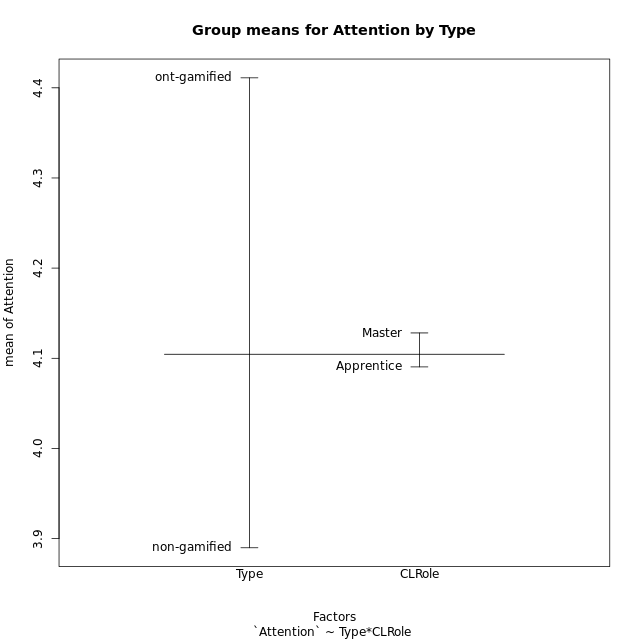 Group means for Attention by Type
mean of Attention
4.4
4.3
4.2
4.1
4.0
3.9
ont-gamified
Master
Apprentice
non-gamified
Type
CLRole
Factors
`Attention` ~ Type*CLRole